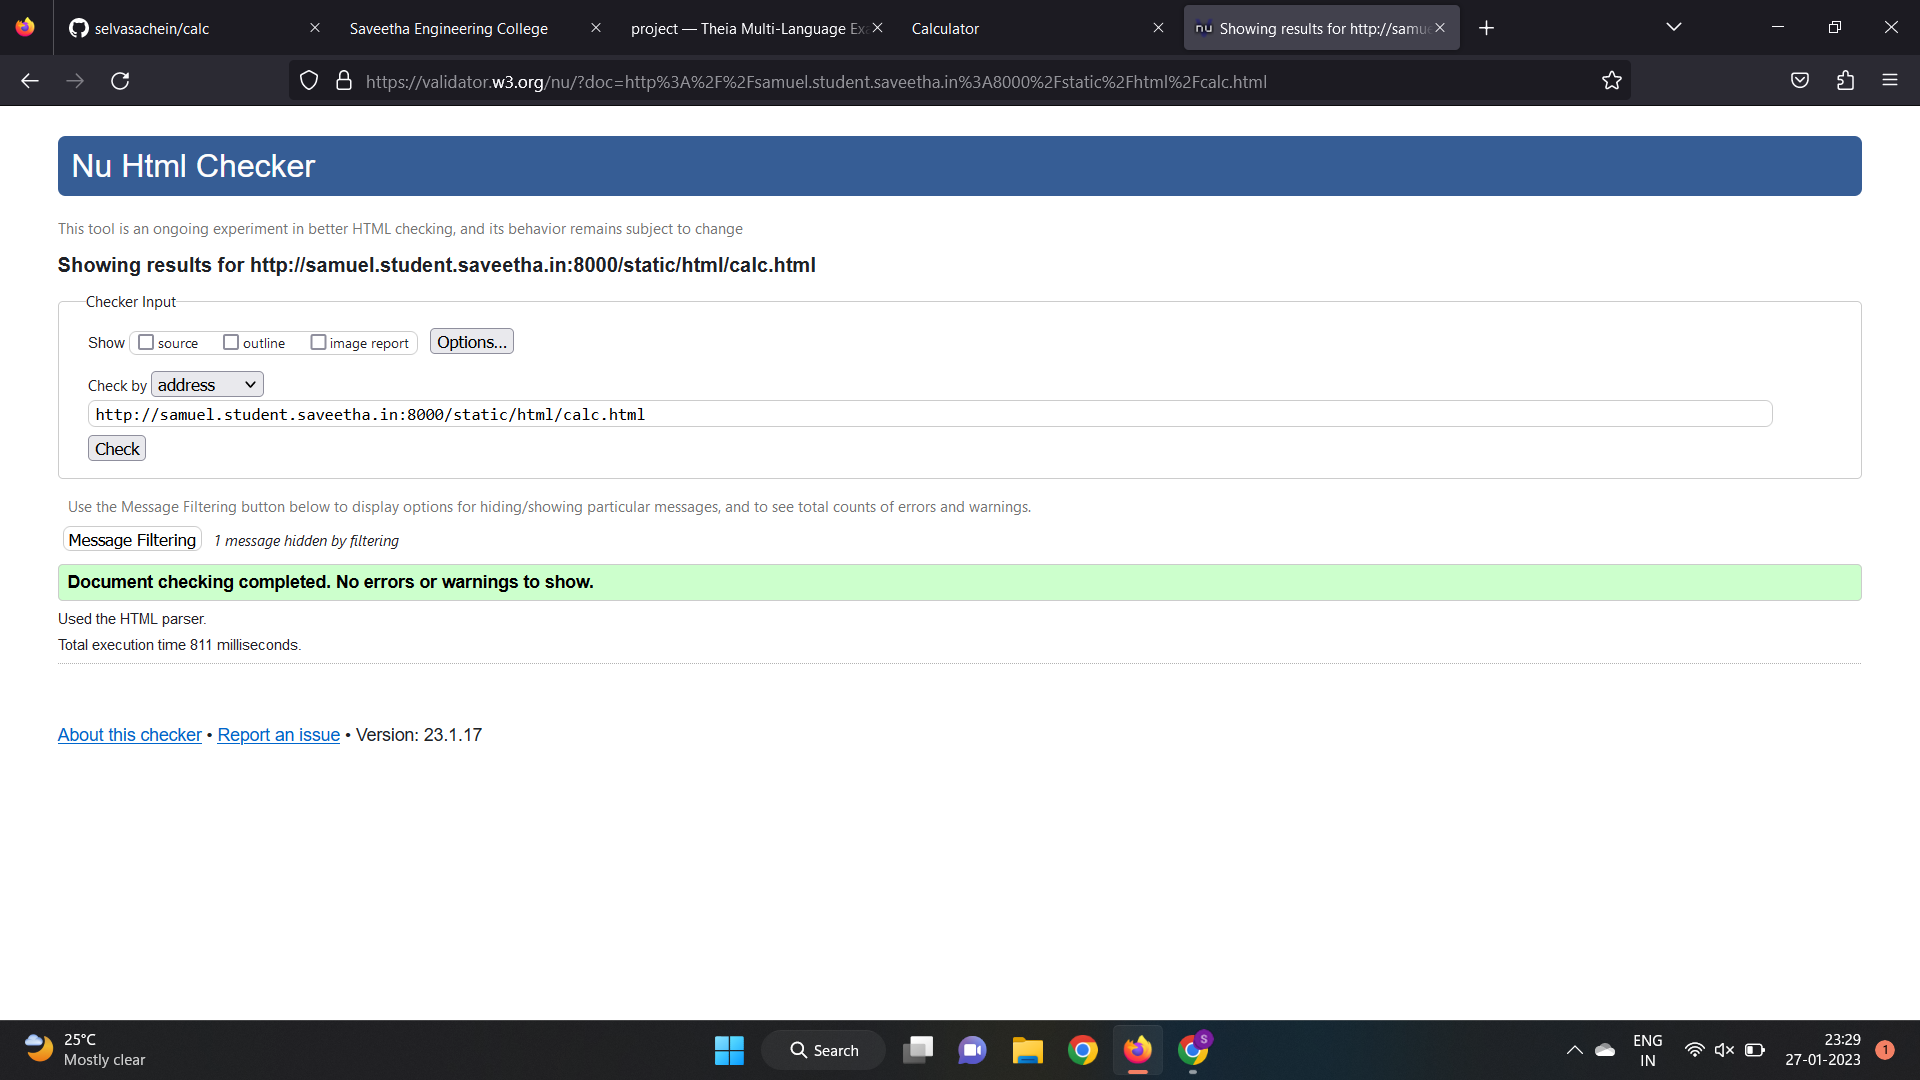 selvasachein/calc
Saveetha Engineering College
project — Theia Multi-Language Ex
Calculator
nu Showing results for http://samu
https://validator.w3.org/nu/?doc=http%3A%2F%2Fsamuel.student.saveetha.in%3A8000%2Fstatic%2Fhtml%2Fcalc.html
Nu Html Checker
This tool is an ongoing experiment in better HTML checking, and its behavior remains subject to change
Showing results for http://samuel.student.saveetha.in:8000/static/html/calc.html
Checker Input
Show source outline image report Options...
Check by address
http://samuel.student.saveetha.in:8000/static/html/calc.html
Check
Use the Message Filtering button below to display options for hiding/showing particular messages, and to see total counts of errors and warnings.
Message Filtering 1 message hidden by filtering
Document checking completed. No errors or warnings to show.
Used the HTML parser.
Total execution time 811 milliseconds.
About this checker • Report an issue • Version: 23.1.17
25°C
Mostly clear
Search
S
ENG
IN
23:29
27-01-2023
1